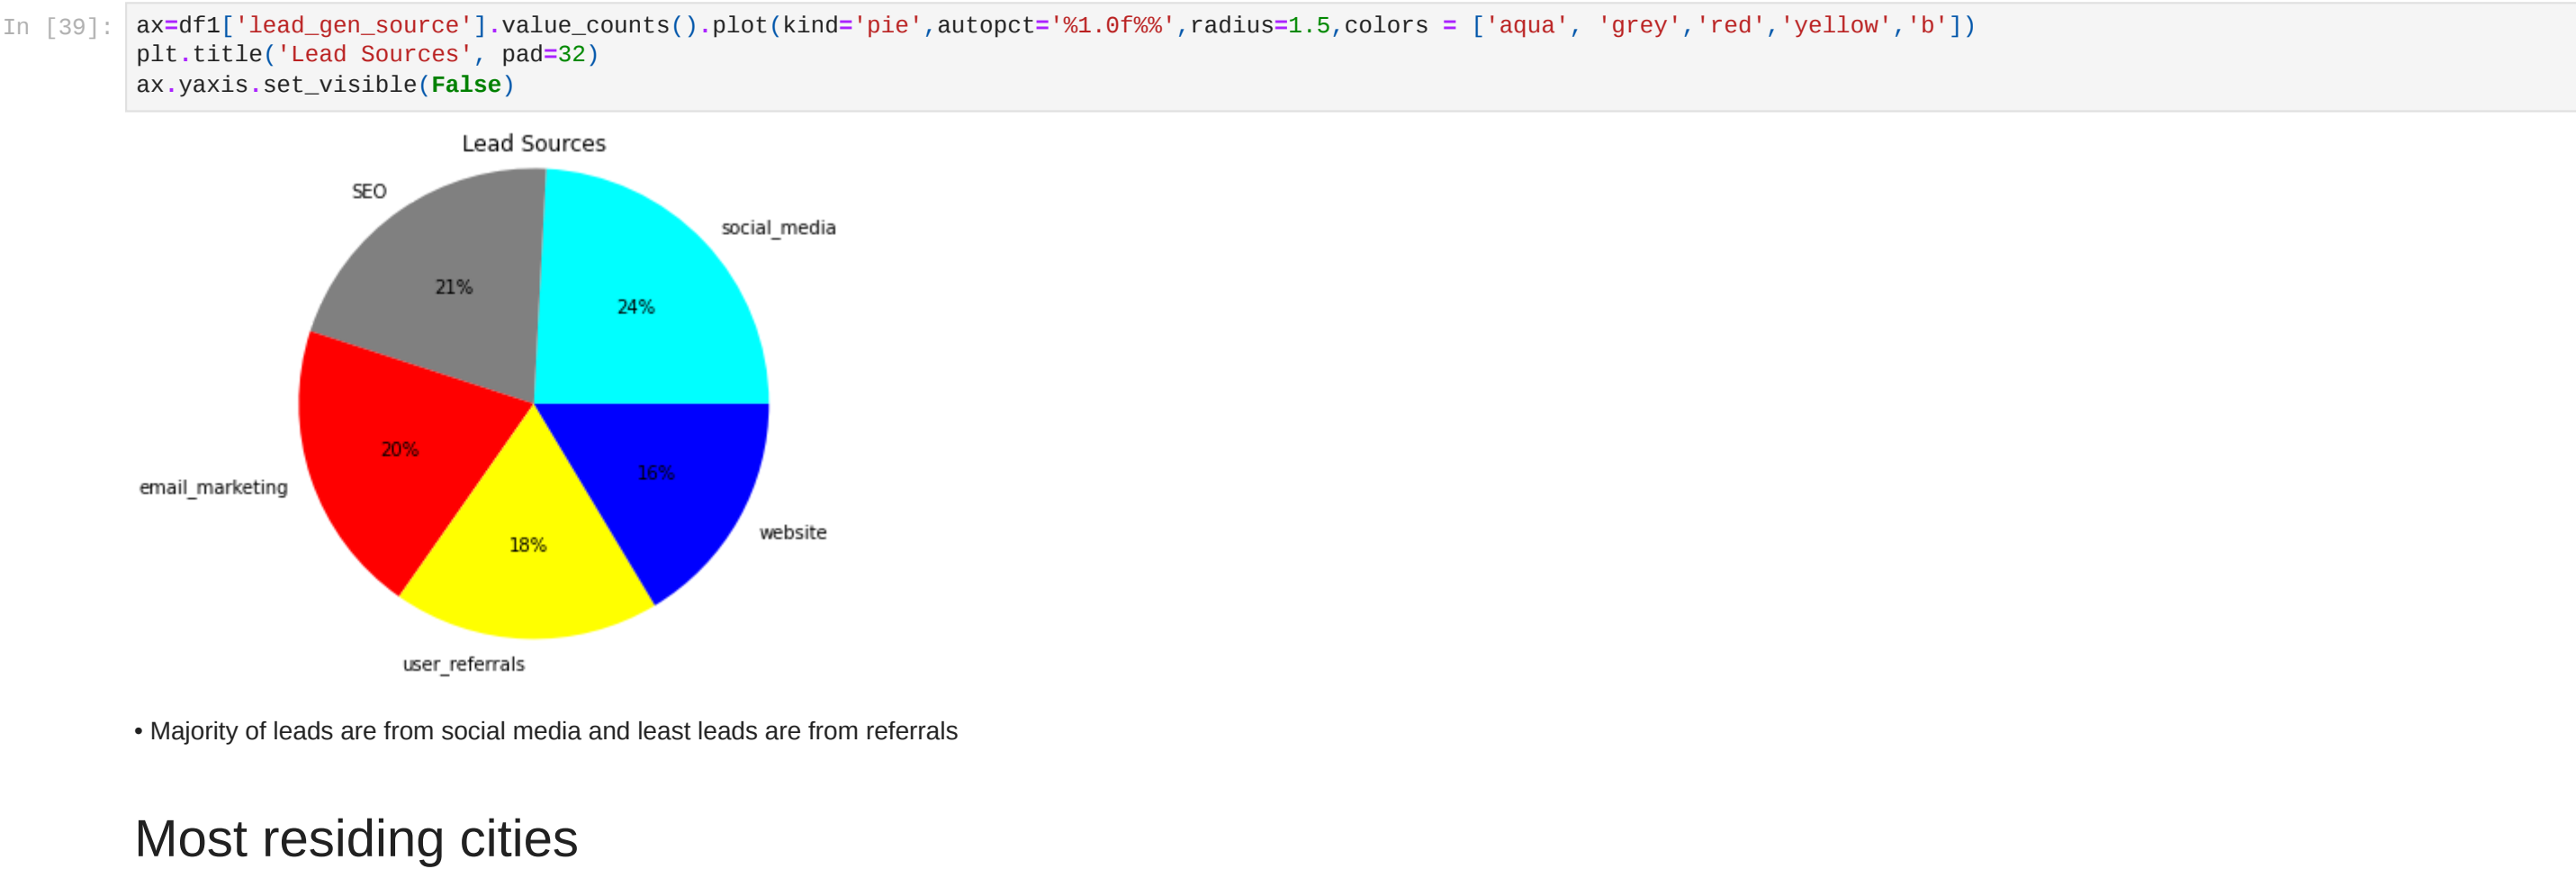 In [39]: ax=df1['lead_gen_source'].value_counts().plot(kind='pie',autopct='%1.0f%%',radius=1.5,colors = ['aqua', 'grey','red','yellow','b'])
plt.title('Lead Sources', pad=32)
ax.yaxis.set_visible(False)
Lead Sources
SEO
social_media
21%
24%
20%
16%
email_marketing
website
18%
user_referrals
• Majority of leads are from social media and least leads are from referrals
Most residing cities